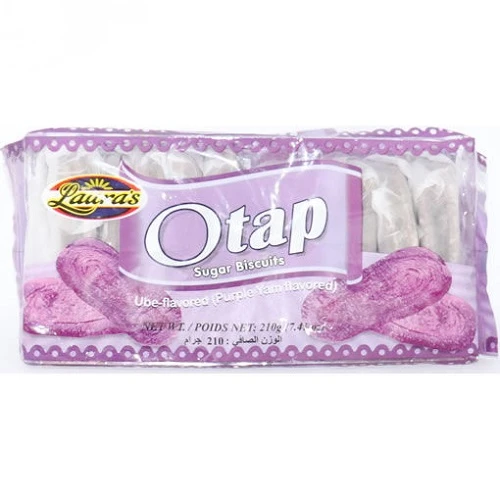 Laura's
Otap
Sugar Biscuits
Ube-flavored (Purple Yam flavored)
NET WT. / POIDS NET: 210g (7.4
الوزن الصافي : 210 جرام